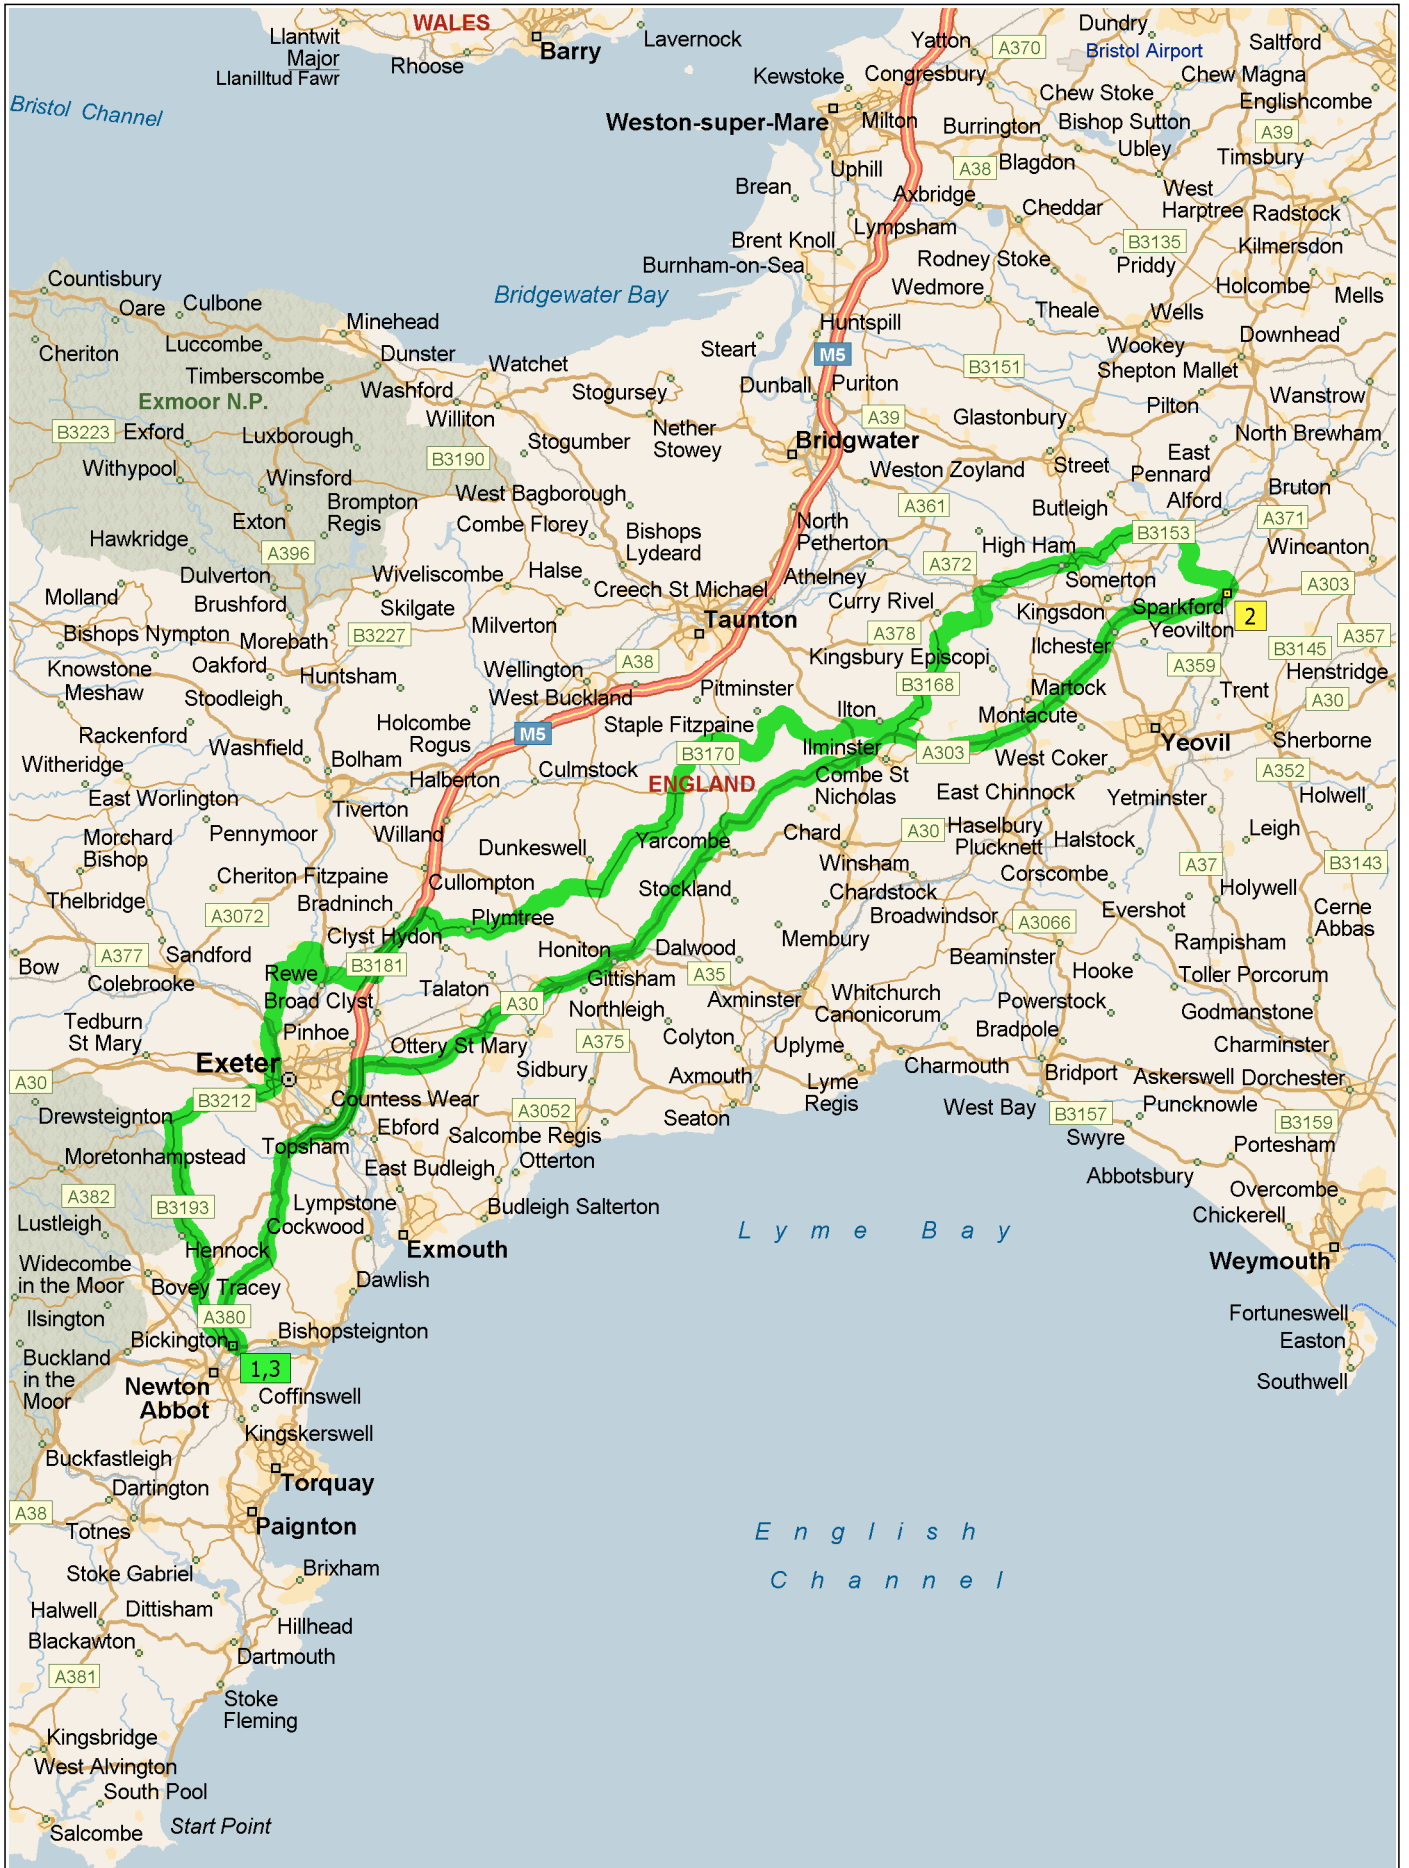 WALES
Llantwit
Major
Llanilltud Fawr
Rhoose
Barry
Lavernock
Yatton
A370
Dundry
Bristol Airport
Saltford
Bristol Channel
Kewstoke
Congresbury
Chew Magna
Chew Stoke
Englishcombe
Weston-super-Mare
Milton
Burrington
Bishop Sutton
A39
Ubley
Timsbury
Uphill
A38
Blagdon
Brean
Axbridge
West
Harptree
Radstock
Cheddar
Lympsham
Brent Knoll
B3135
Kilmersdon
Burnham-on-Sea
Rodney Stoke
Priddy
Countisbury
Wedmore
Holcombe
Mells
Bridgewater Bay
Oare
Culbone
Theale
Wells
Minehead
Huntspill
Downhead
Cheriton
Luccombe
Dunster
Steart
M5
Wookey
Watchet
B3151
Shepton Mallet
Timberscombe
Washford
Stogursey
Dunball
Puriton
Wanstrow
Exmoor N.P.
Williton
Pilton
A39
Glastonbury
B3223
Exford
Luxborough
Stogumber
Nether
Stowey
Bridgwater
North Brewham
B3190
East
Pennard
Withypool
Winsford
Weston Zoyland
Street
Bruton
Brompton
Regis
West Bagborough
A361
Butleigh
Alford
Exton
Combe Florey
Bishops
Lydeard
North
Petherton
A371
B3153
Hawkridge
A396
High Ham
Wincanton
A372
Dulverton
Wiveliscombe
Halse
Athelney
Creech St Michael
Somerton
A303
Molland
Brushford
Skilgate
Curry Rivel
Kingsdon
Sparkford
2
Bishops Nympton
Morebath
B3227
Milverton
Taunton
A378
Yeovilton
A357
Ilchester
B3145
Knowstone
Oakford
A38
Kingsbury Episcopi
A359
Henstridge
Meshaw
Stoodleigh
Huntsham
Wellington
West Buckland
Pitminster
B3168
Martock
Trent
A30
Holcombe
Rogus
Staple Fitzpaine
Ilton
Montacute
Rackenford
Washfield
M5
B3170
Ilminster
A303
Yeovil
Sherborne
Witheridge
Bolham
Halberton
Culmstock
ENGLAND
West Coker
A352
Combe St
Nicholas
East Worlington
Tiverton
East Chinnock
Yetminster
Holwell
Morchard
Bishop
Pennymoor
Willand
Yarcombe
Chard
A30
Haselbury
Plucknett
Halstock
Leigh
Dunkeswell
Winsham
A37
B3143
Cheriton Fitzpaine
Cullompton
Stockland
Chardstock
Corscombe
Holywell
Thelbridge
Bradninch
A3072
Plymtree
Broadwindsor
A3066
Evershot
Cerne
Abbas
Clyst Hydon
Honiton
Dalwood
Membury
Rampisham
A377
Sandford
Beaminster
Bow
Rewe
B3181
Gittisham
A35
Hooke
Toller Porcorum
Colebrooke
Talaton
A30
Broad Clyst
Northleigh
Axminster
Whitchurch
Canonicorum
Powerstock
Godmanstone
Tedburn
St Mary
Pinhoe
Ottery St Mary
A375
Colyton
Uplyme
Bradpole
Charminster
Exeter
Sidbury
Axmouth
Lyme
Regis
Charmouth
Bridport
Askerswell
Dorchester
A30
B3212
Countess Wear
A3052
Seaton
West Bay
B3157
Puncknowle
Drewsteignton
Ebford
Salcombe Regis
Swyre
B3159
Topsham
Portesham
Moretonhampstead
East Budleigh
Otterton
Abbotsbury
A382
B3193
Lympstone
Budleigh Salterton
Overcombe
Lustleigh
Cockwood
Lyme Bay
Chickerell
Widecombe
in the Moor
Hennock
Exmouth
Weymouth
Bovey Tracey
Dawlish
Ilsington
A380
Fortuneswell
Bickington
Bishopsteignton
Easton
Buckland
in the
Moor
1,3
Newton
Abbot
Southwell
Coffinswell
Kingskerswell
Buckfastleigh
Torquay
Dartington
A38
Totnes
Paignton
English
Channel
Stoke Gabriel
Brixham
Halwell
Dittisham
Hillhead
Blackawton
Dartmouth
A381
Stoke
Fleming
Kingsbridge
West Alvington
South Pool
Start Point
Salcombe